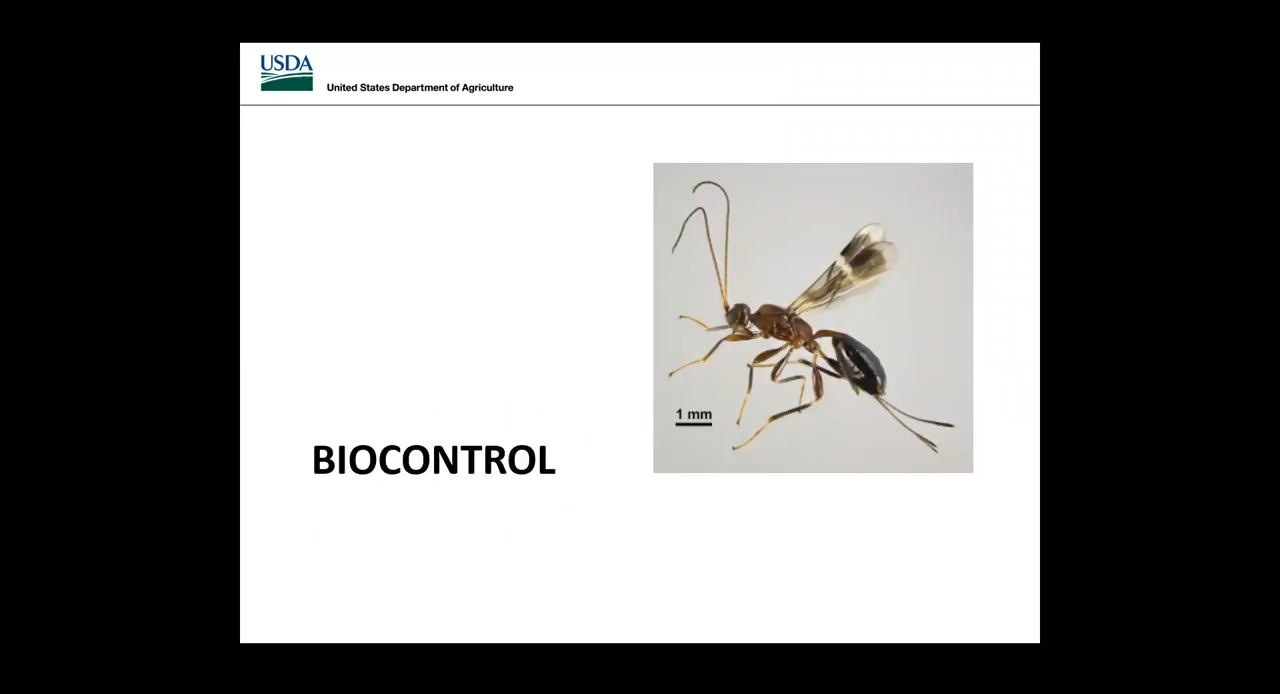 USDA
United States Department of Agriculture
1 mm
BIOCONTROL